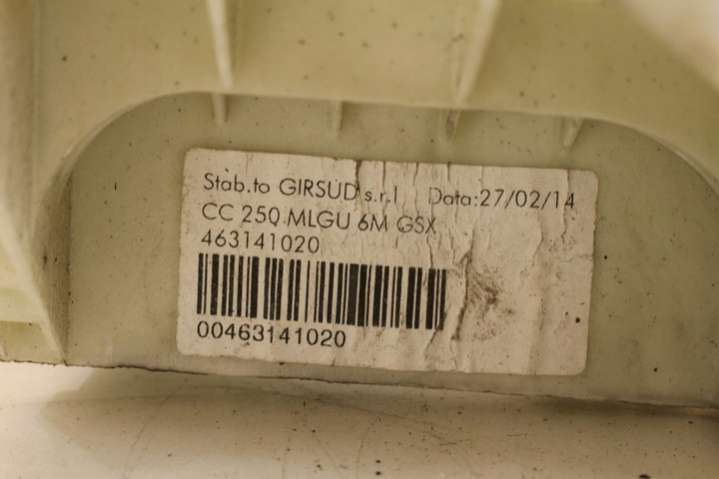 Stab.to GIRSUD s.r.l Data:27/02/14
CC 250 MLGU 6M GSX
463141020
00463141020